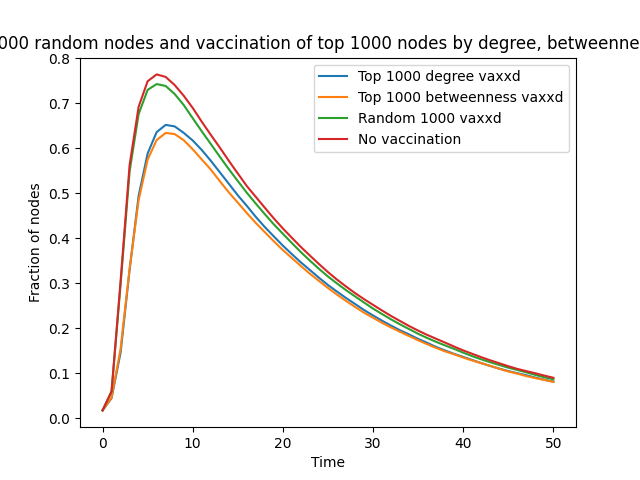 000 random nodes and vaccination of top 1000 nodes by degree, betweenne
Top 1000 degree vaxxd
Top 1000 betweenness vaxxd
Random 1000 vaxxd
No vaccination
Fraction of nodes
0.8
0.7
0.6
0.5
0.4
0.3
0.2
0.1
0.0
0 10 20 30 40 50
Time